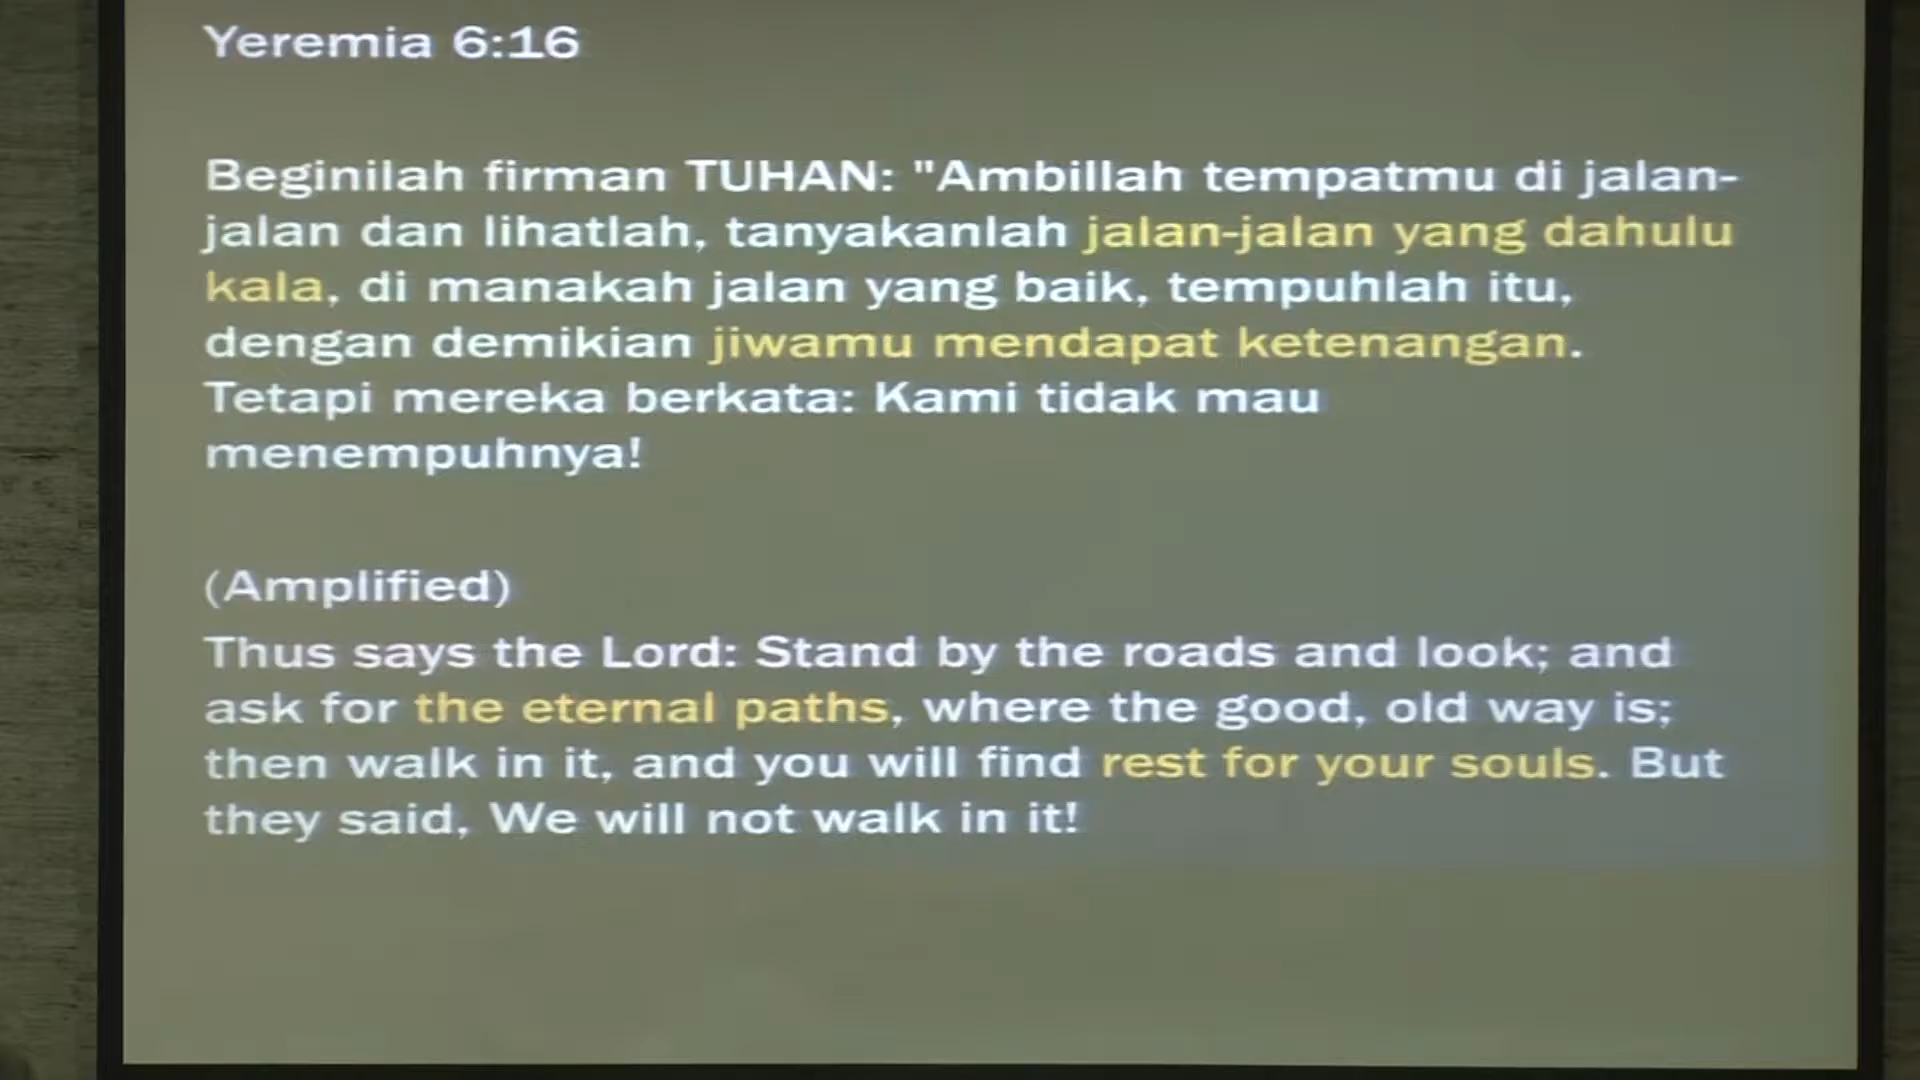 Yeremia 6:16
Beginilah firman TUHAN: "Ambillah tempatmu di jalan-
jalan dan lihatlah, tanyakanlah jalan-jalan yang dahulu
kala, di manakah jalan yang baik, tempuhlah itu,
dengan demikian jiwamu mendapat ketenangan.
Tetapi mereka berkata: Kami tidak mau
menempuhnya!
(Amplified)
Thus says the Lord: Stand by the roads and look; and
ask for the eternal paths, where the good, old way is;
then walk in it, and you will find rest for your souls. But
they said, We will not walk in it!